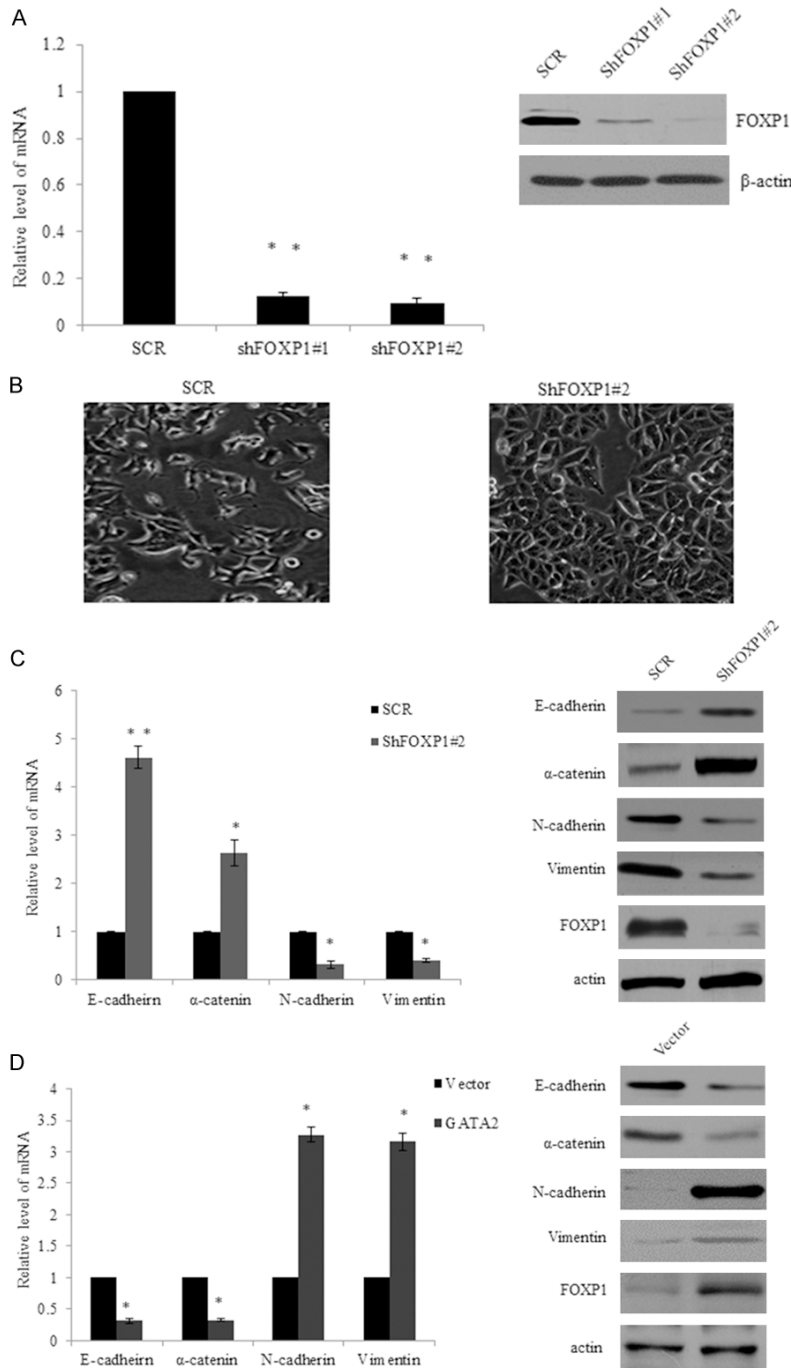 A
1.2
1
0.8
0.6
0.4
0.2
0
Relative level of mRNA
* *
* *
SCR
shFOXP1#1
shFOXP1#2
SCR
ShFOXP1#1
ShFOXP1#2
FOXP1
β-actin
B
SCR
ShFOXP1#2
C
6
5
4
3
2
1
0
Relative level of mRNA
* *
*
*
*
SCR
ShFOXP1#2
E-cadheirn
α-catenin
N-cadherin
Vimentin
SCR
ShFOXP1#2
E-cadherin
α-catenin
N-cadherin
Vimentin
FOXP1
actin
D
4
3.5
3
2.5
2
1.5
1
0.5
0
Relative level of mRNA
*
*
*
*
Vector
GATA2
E-cadheirn
α-catenin
N-cadherin
Vimentin
Vector
E-cadherin
α-catenin
N-cadherin
Vimentin
FOXP1
actin